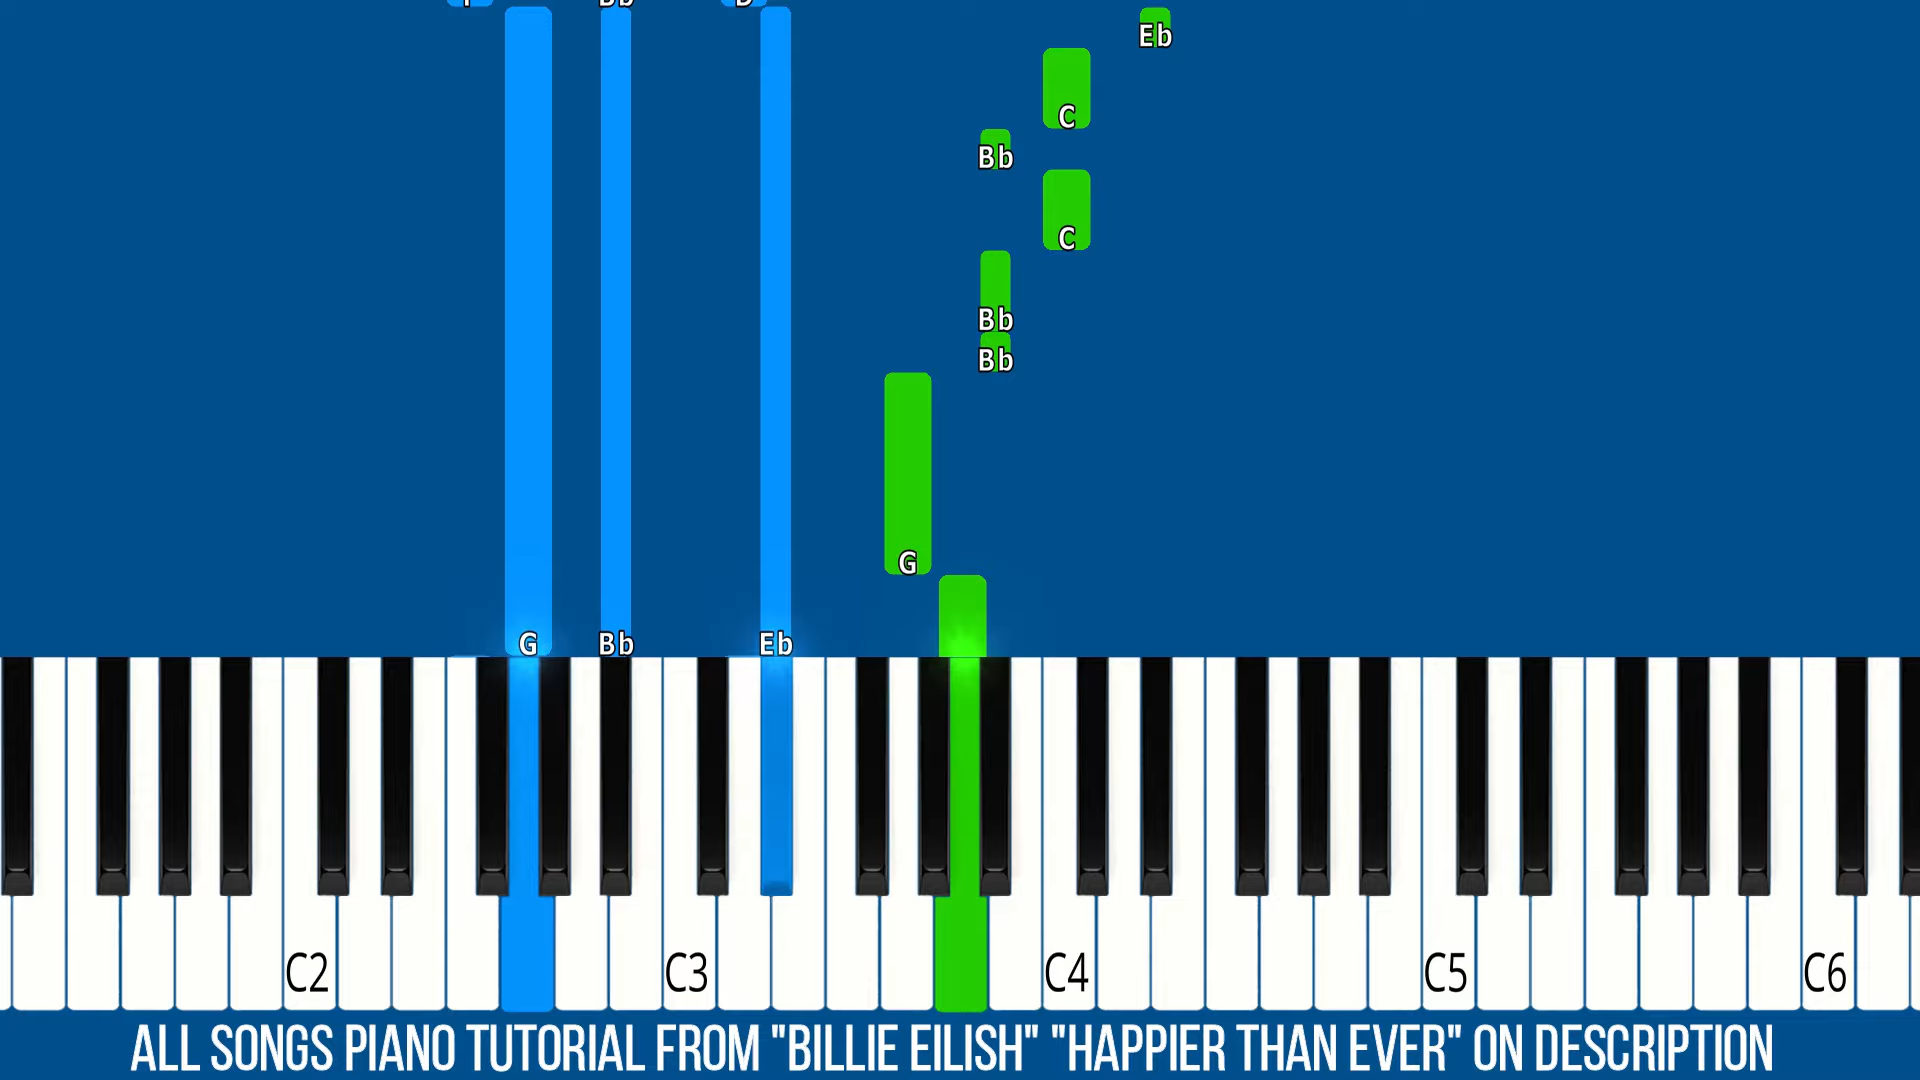 Bb
Eb
C
Bb
C
Bb
Bb
G
G Bb Eb
C2 C3 C4 C5 C6
ALL SONGS PIANO TUTORIAL FROM "BILLIE EILISH" "HAPPIER THAN EVER" ON DESCRIPTION